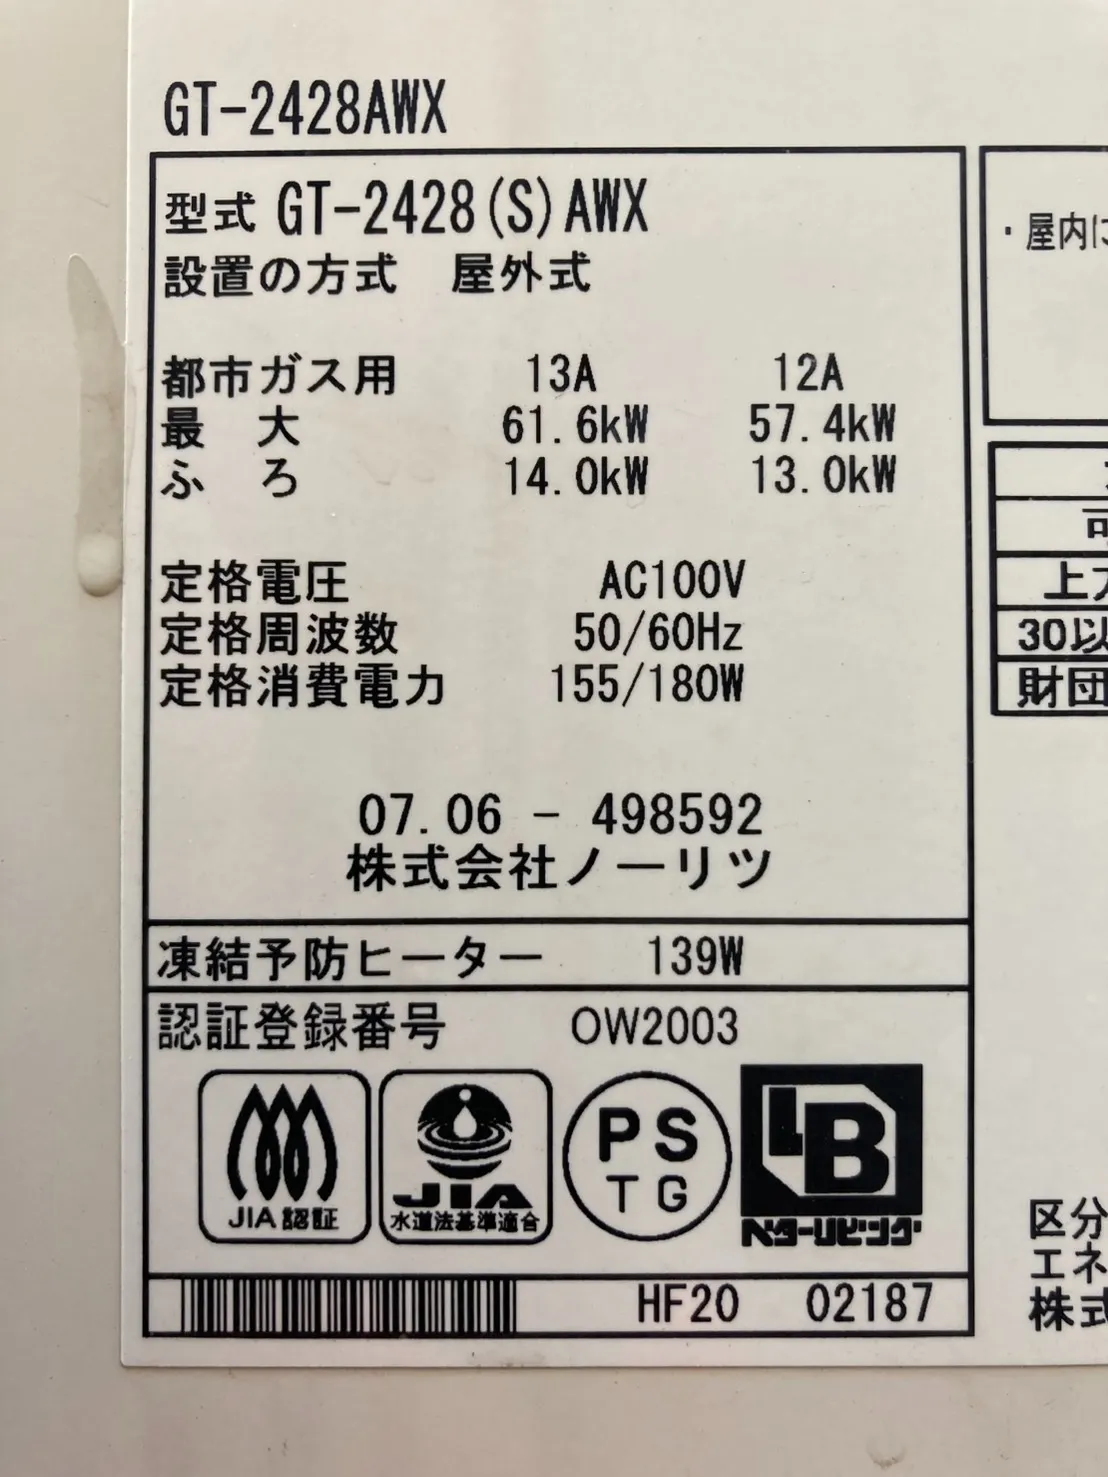 GT-2428AWX
型式 GT-2428(S)AWX
設置の方式 屋外式
都市ガス用 13A 12A
最 大 61.6kW 57.4kW
ふ ろ 14.0kW 13.0kW
定格電圧 AC100V
定格周波数 50/60Hz
定格消費電力 155/180W
07.06 - 498592
株式会社ノーリツ
凍結予防ヒーター 139W
認証登録番号 OW2003
JIA認証
JIA
水道法基準適合
PS
TG
LB
ベターリビング
HF20 02187
・屋内に
上方
30以
財団
区分
エネ
株式